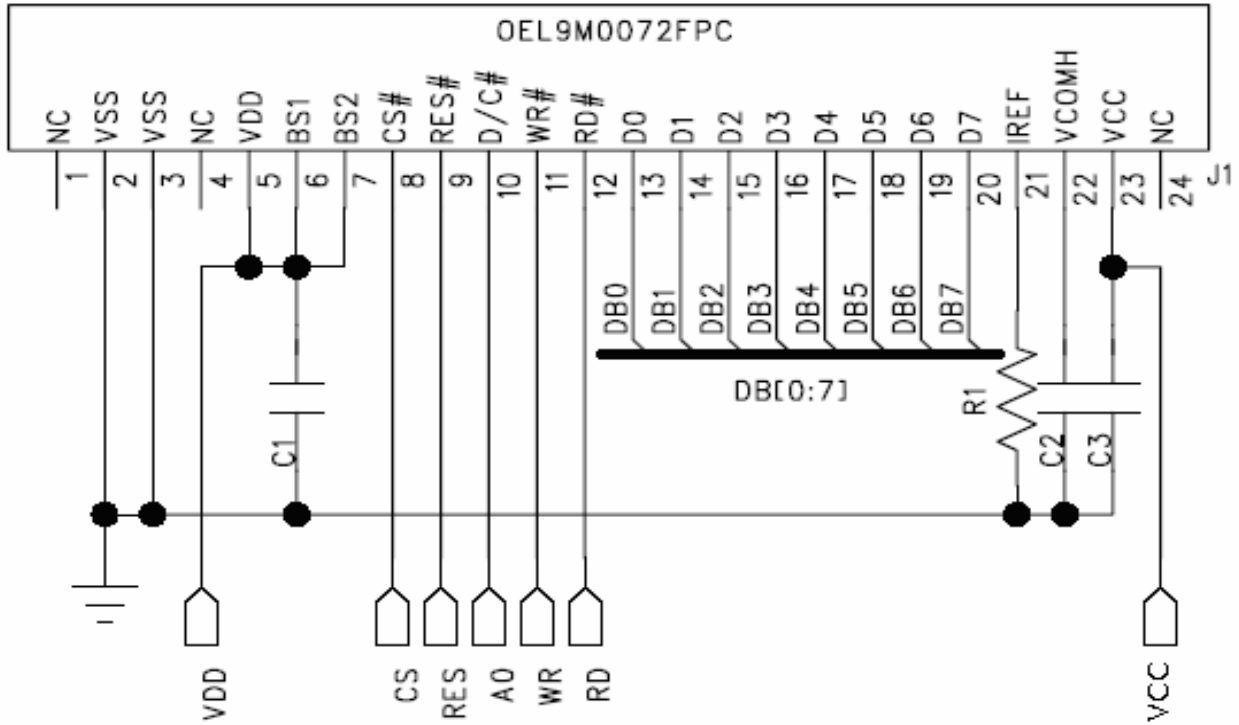 OEL9M0072FPC
NC
VSS
VSS
NC
VDD
BS1
BS2
CS#
RES#
D/C#
WR#
RD#
D0
D1
D2
D3
D4
D5
D6
D7
IREF
VCOMH
VCC
NC
1
2
3
4
5
6
7
8
9
10
11
12
13
14
15
16
17
18
19
20
21
22
23
24
J1
DB0
DB1
DB2
DB3
DB4
DB5
DB6
DB7
DB[0:7]
R1
C1
C2
C3
VDD
CS
RES
A0
WR
RD
VCC